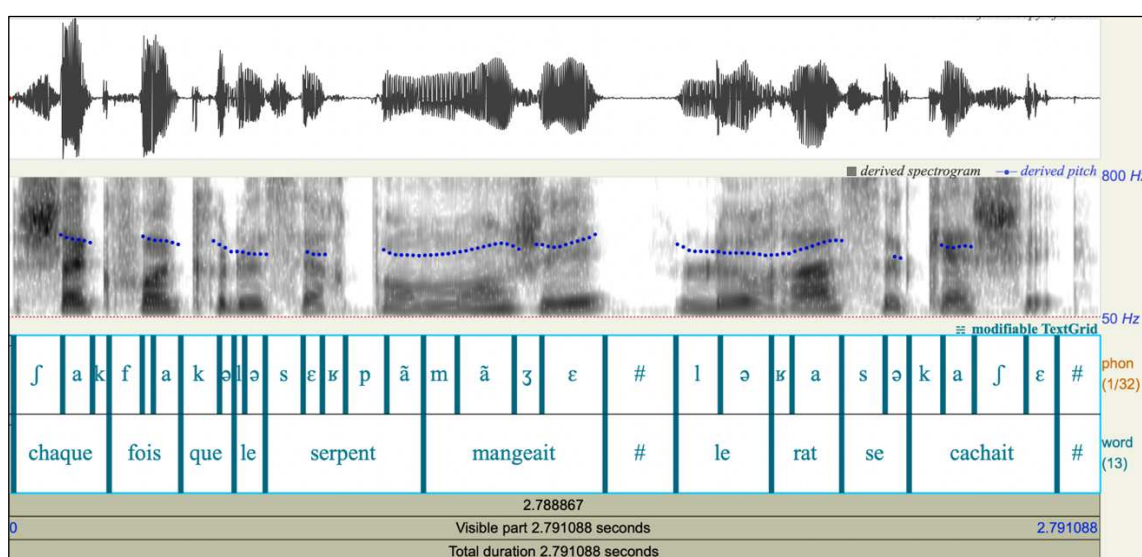 derived spectrogram derived pitch 800 Hz
50 Hz
modifiable TextGrid
ʃ a k f a k ə l ə s ɛ ʁ p ã m ã ʒ ɛ # l ə ʁ a s ə k a ʃ ɛ # phon
(1/32)
chaque fois que le serpent mangeait # le rat se cachait # word
(13)
2.788867
0 Visible part 2.791088 seconds 2.791088
Total duration 2.791088 seconds